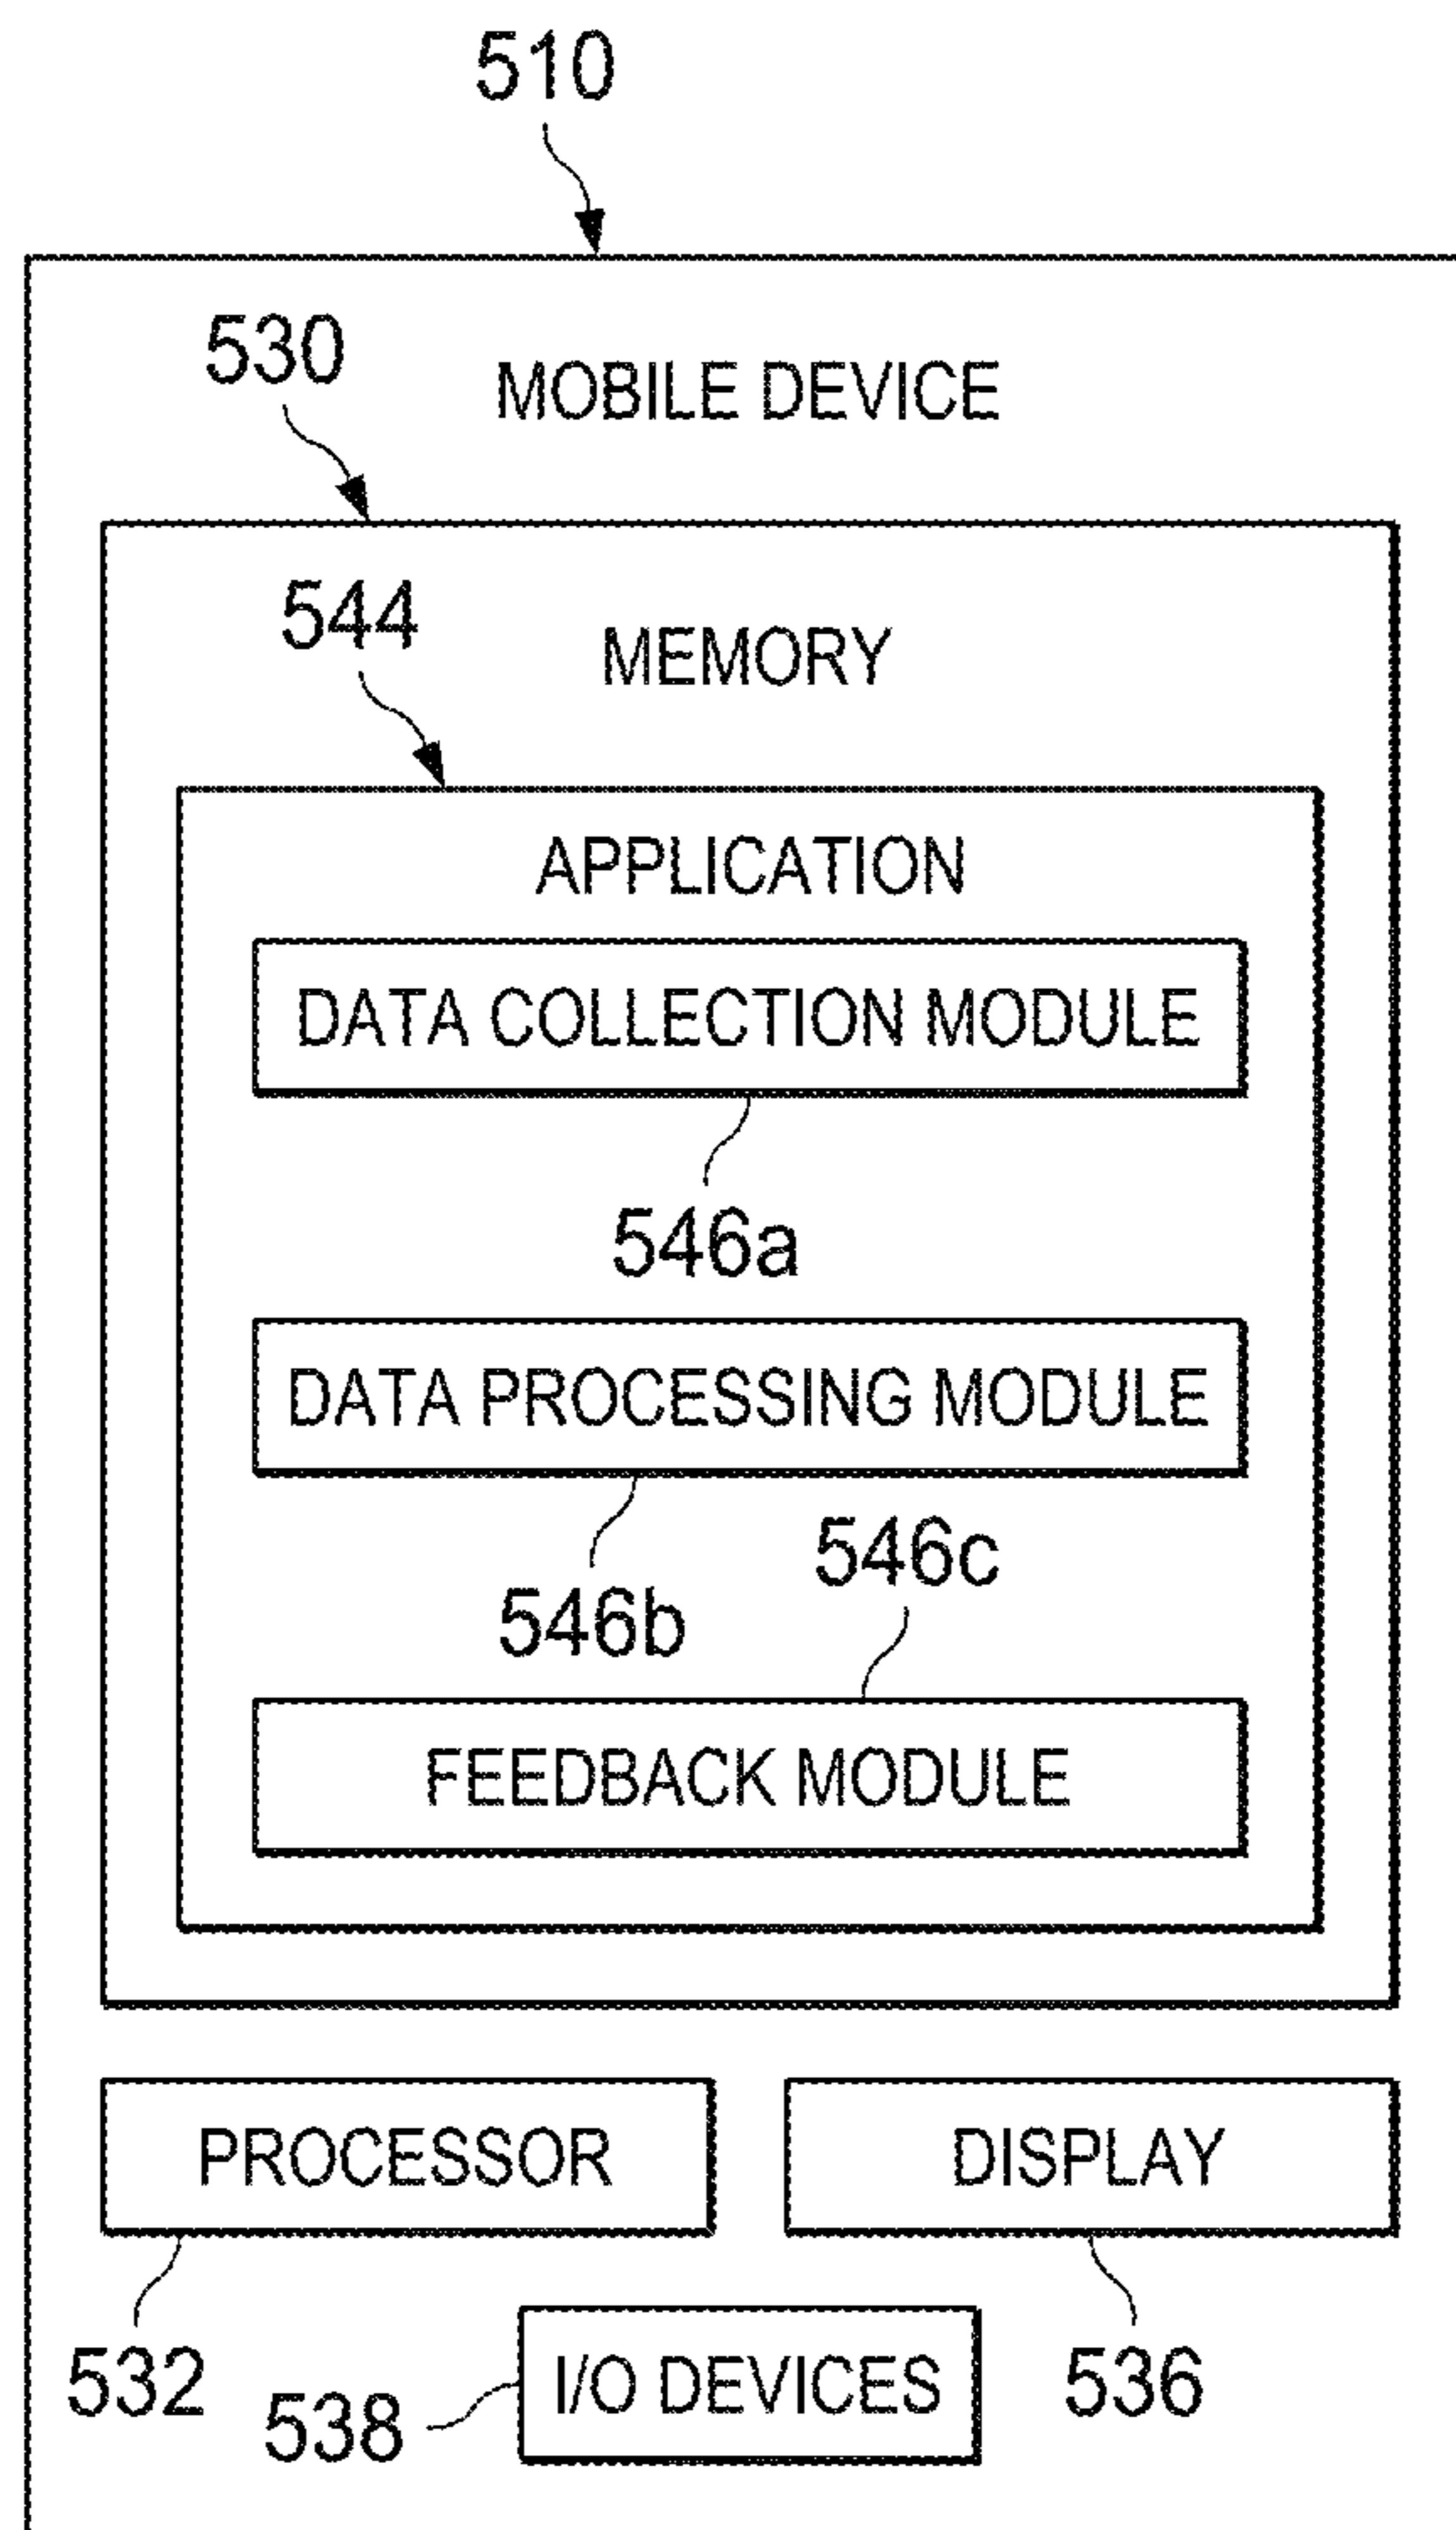 510
530
MOBILE DEVICE
544
MEMORY
APPLICATION
DATA COLLECTION MODULE
546a
DATA PROCESSING MODULE
546c
546b
FEEDBACK MODULE
PROCESSOR
DISPLAY
532
I/O DEVICES
536
538